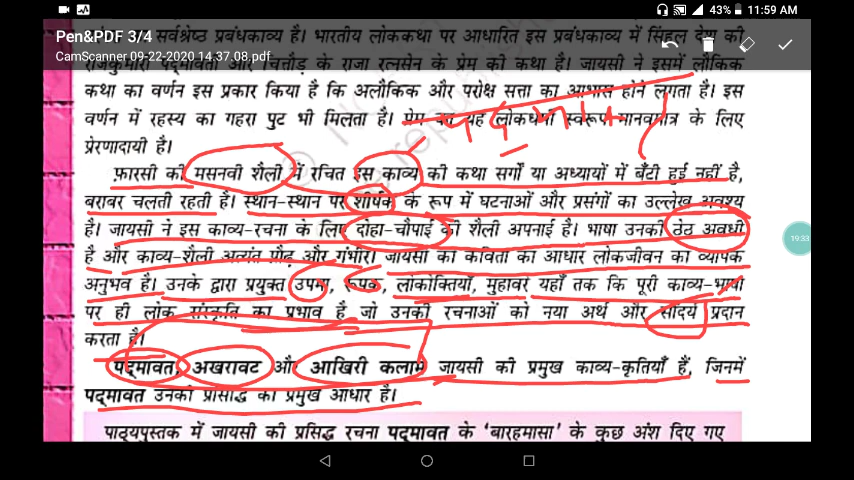 43% 11:59 AM
Pen&PDF 3/4
CamScanner 09-22-2020 14.37.08.pdf
सर्वश्रेष्ठ प्रबंधकाव्य है। भारतीय लोककथा पर आधारित इस प्रबंधकाव्य में सिंहल देश की
राजकुमारी पद्मावती और चित्तौड़ के राजा रत्नसेन के प्रेम की कथा है। जायसी ने इसमें लौकिक
कथा का वर्णन इस प्रकार किया है कि अलौकिक और परोक्ष सत्ता का आभास होने लगता है। इस
वर्णन में रहस्य का गहरा पुट भी मिलता है। प्रेम का यह लोकधर्मी स्वरूप मानवमात्र के लिए
प्रेरणादायी है।
फ़ारसी की मसनवी शैली में रचित इस काव्य की कथा सर्गों या अध्यायों में बँटी हुई नहीं है,
बराबर चलती रहती है। स्थान-स्थान पर शीर्षक के रूप में घटनाओं और प्रसंगों का उल्लेख अवश्य
है। जायसी ने इस काव्य-रचना के लिए दोहा-चौपाई की शैली अपनाई है। भाषा उनकी ठेठ अवधी
है और काव्य-शैली अत्यंत प्रौढ़ और गंभीर। जायसी की कविता का आधार लोकजीवन का व्यापक
अनुभव है। उनके द्वारा प्रयुक्त उपमा, रूपक, लोकोक्तियाँ, मुहावरे यहाँ तक कि पूरी काव्य-भाषा
पर ही लोक संस्कृति का प्रभाव है जो उनकी रचनाओं को नया अर्थ और सौंदर्य प्रदान
करता है।
पद्मावत, अखरावट और आखिरी कलाम जायसी की प्रमुख काव्य-कृतियाँ हैं, जिनमें
पद्मावत उनकी प्रसिद्धि का प्रमुख आधार है।
19:33
पाठ्यपुस्तक में जायसी की प्रसिद्ध रचना पद्मावत के 'बारहमासा' के कुछ अंश दिए गए